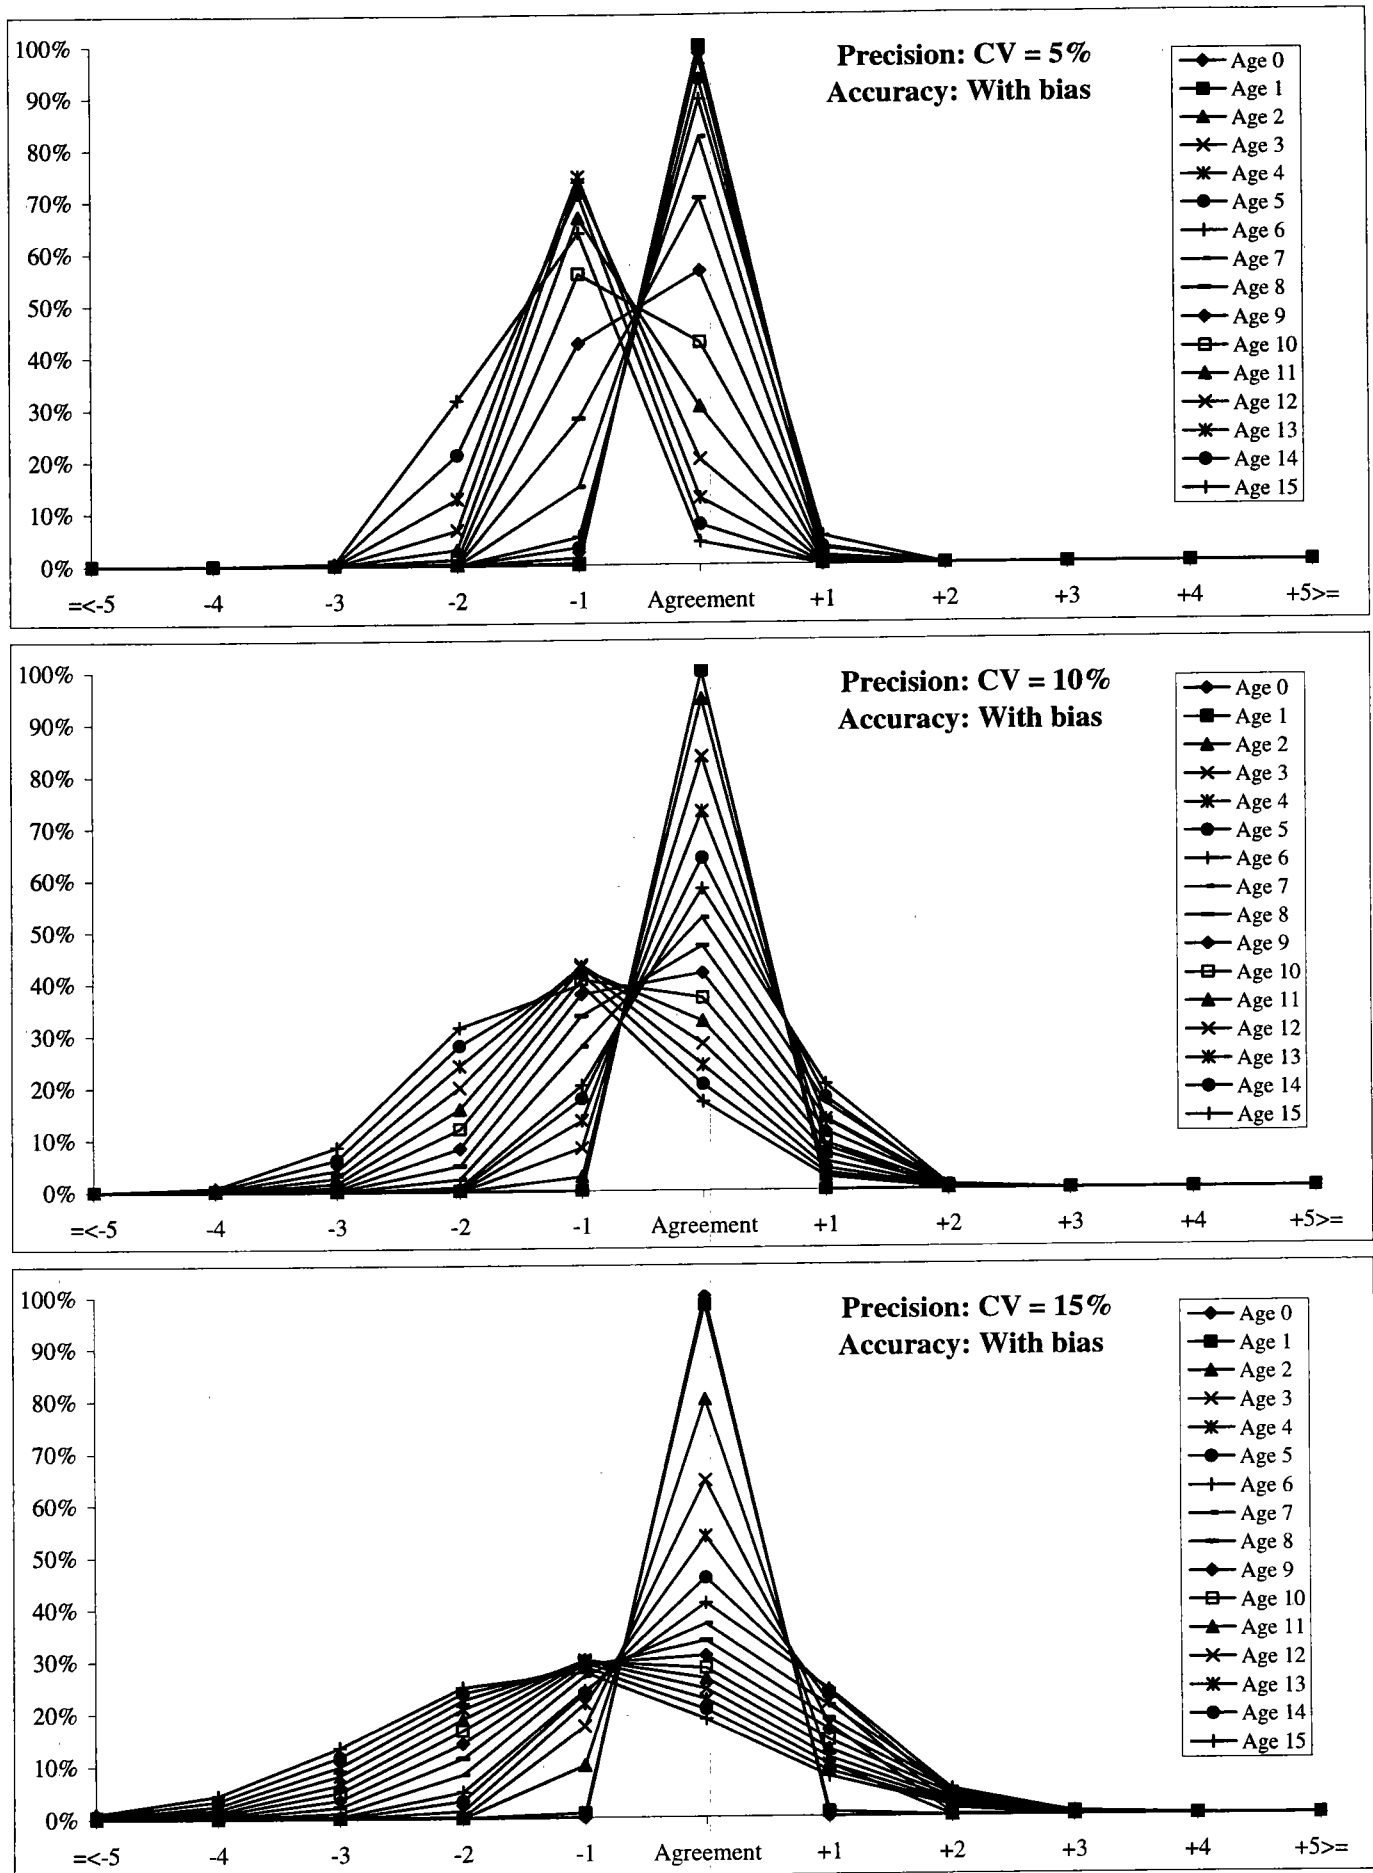 Precision: CV = 5%
Accuracy: With bias
100%
90%
80%
70%
60%
50%
40%
30%
20%
10%
0%
=<-5 -4 -3 -2 -1 Agreement +1 +2 +3 +4 +5>=
Age 0
Age 1
Age 2
Age 3
Age 4
Age 5
Age 6
Age 7
Age 8
Age 9
Age 10
Age 11
Age 12
Age 13
Age 14
Age 15
Precision: CV = 10%
Accuracy: With bias
100%
90%
80%
70%
60%
50%
40%
30%
20%
10%
0%
=<-5 -4 -3 -2 -1 Agreement +1 +2 +3 +4 +5>=
Age 0
Age 1
Age 2
Age 3
Age 4
Age 5
Age 6
Age 7
Age 8
Age 9
Age 10
Age 11
Age 12
Age 13
Age 14
Age 15
Precision: CV = 15%
Accuracy: With bias
100%
90%
80%
70%
60%
50%
40%
30%
20%
10%
0%
=<-5 -4 -3 -2 -1 Agreement +1 +2 +3 +4 +5>=
Age 0
Age 1
Age 2
Age 3
Age 4
Age 5
Age 6
Age 7
Age 8
Age 9
Age 10
Age 11
Age 12
Age 13
Age 14
Age 15